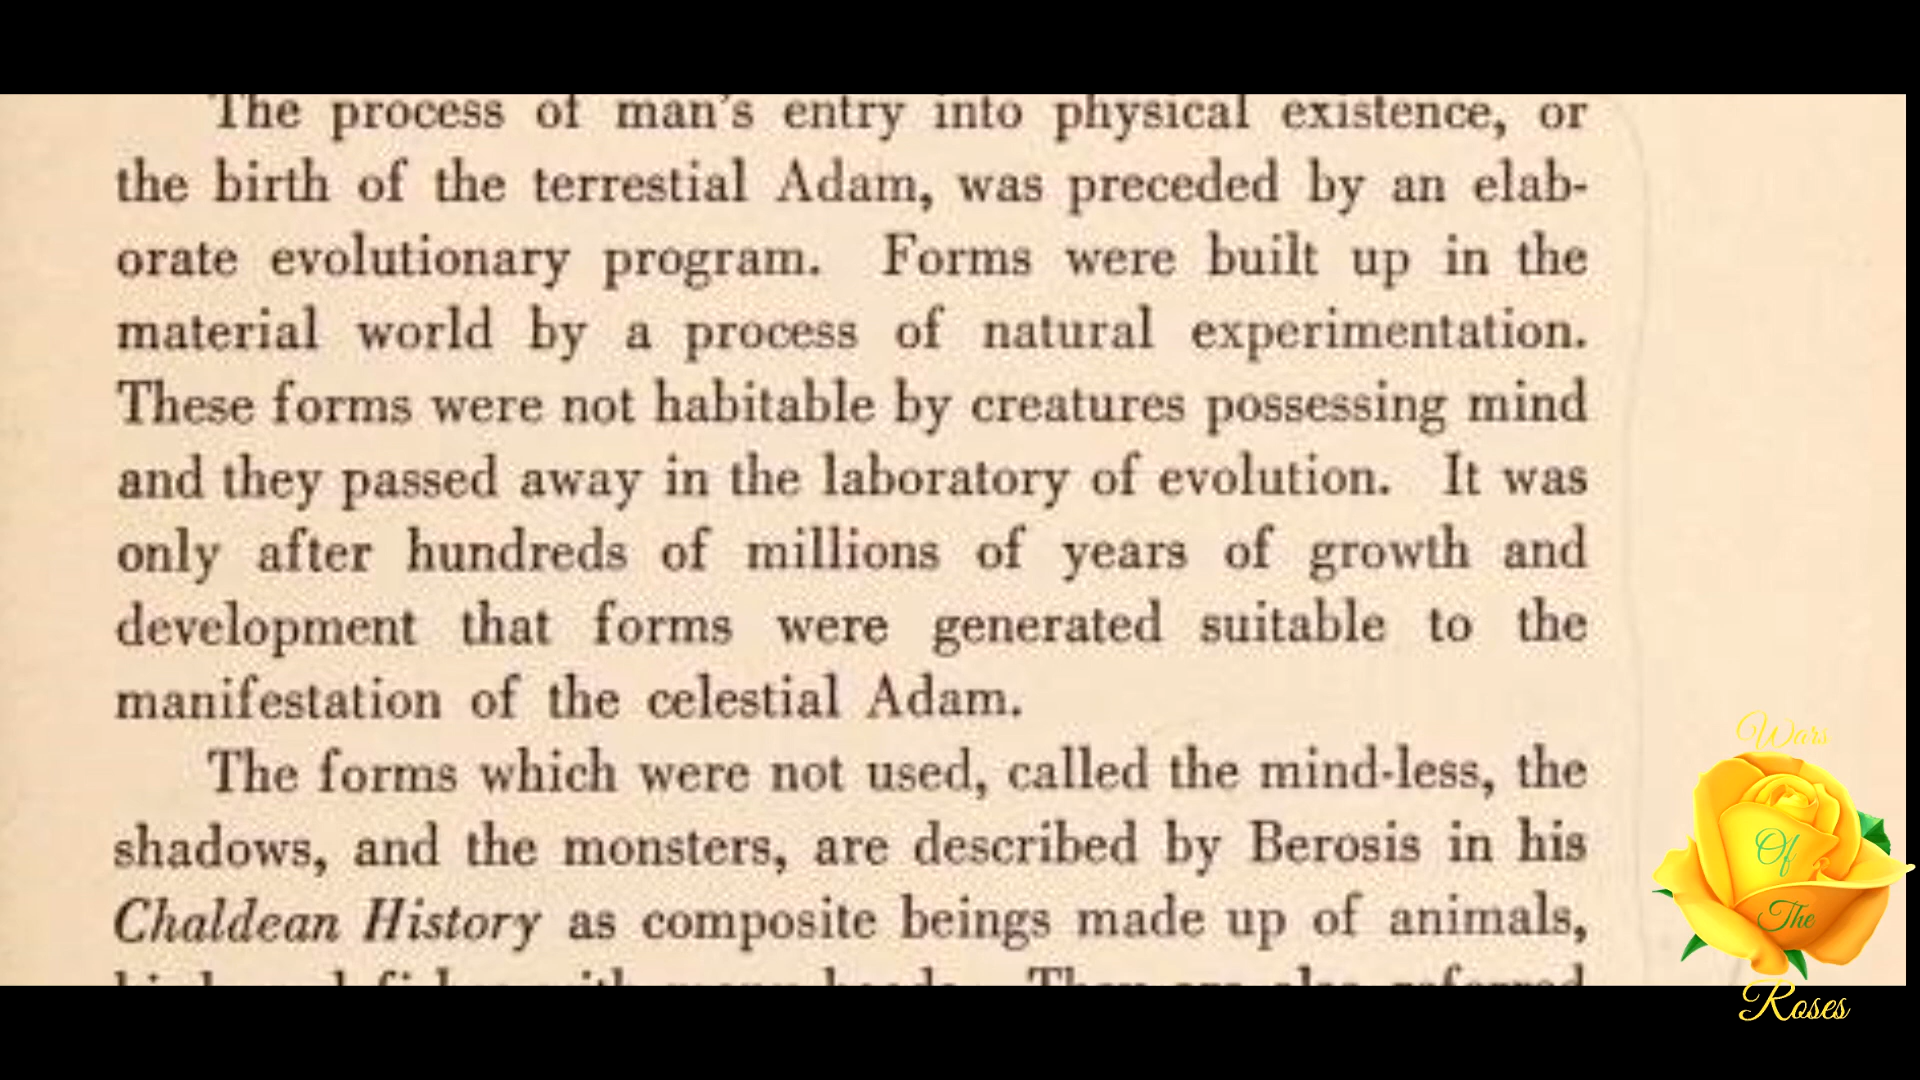 The process of man's entry into physical existence, or
the birth of the terrestial Adam, was preceded by an elab-
orate evolutionary program. Forms were built up in the
material world by a process of natural experimentation.
These forms were not habitable by creatures possessing mind
and they passed away in the laboratory of evolution. It was
only after hundreds of millions of years of growth and
development that forms were generated suitable to the
manifestation of the celestial Adam.
The forms which were not used, called the mind-less, the
shadows, and the monsters, are described by Berosis in his
Chaldean History as composite beings made up of animals,
Wars
Of
The
Roses